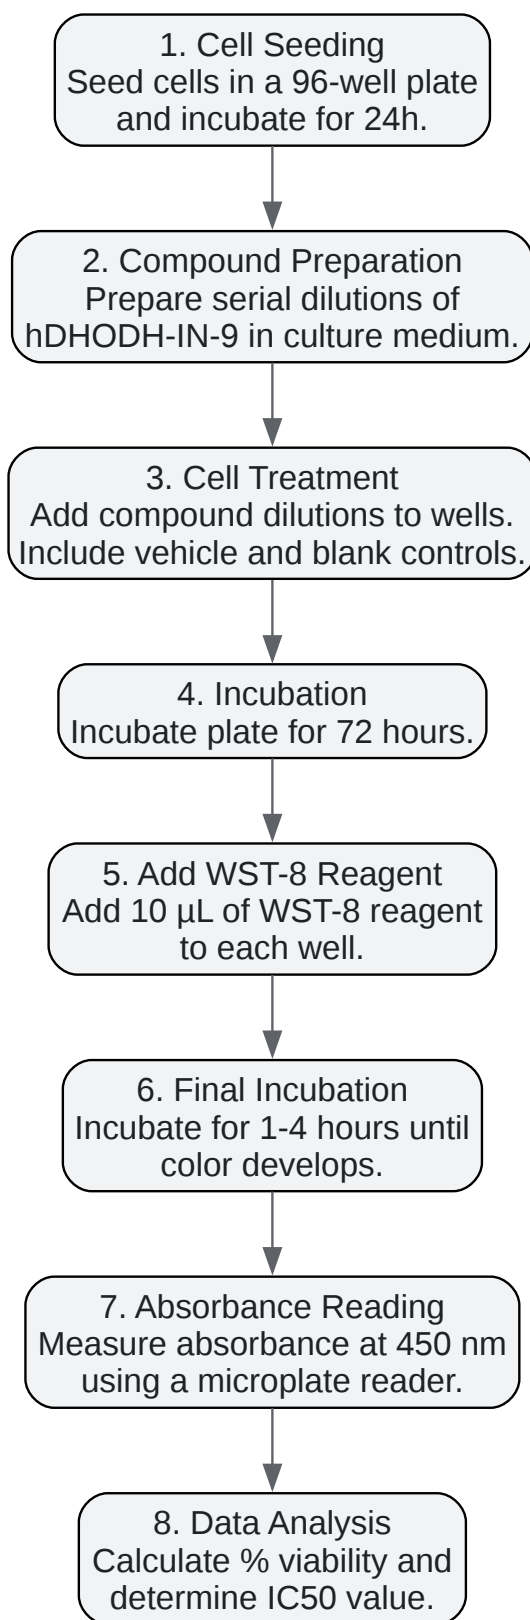 1. Cell Seeding
Seed cells in a 96-well plate
and incubate for 24h.
2. Compound Preparation
Prepare serial dilutions of
hDHODH-IN-9 in culture medium.
3. Cell Treatment
Add compound dilutions to wells.
Include vehicle and blank controls.
4. Incubation
Incubate plate for 72 hours.
5. Add WST-8 Reagent
Add 10 µL of WST-8 reagent
to each well.
6. Final Incubation
Incubate for 1-4 hours until
color develops.
7. Absorbance Reading
Measure absorbance at 450 nm
using a microplate reader.
8. Data Analysis
Calculate % viability and
determine IC50 value.